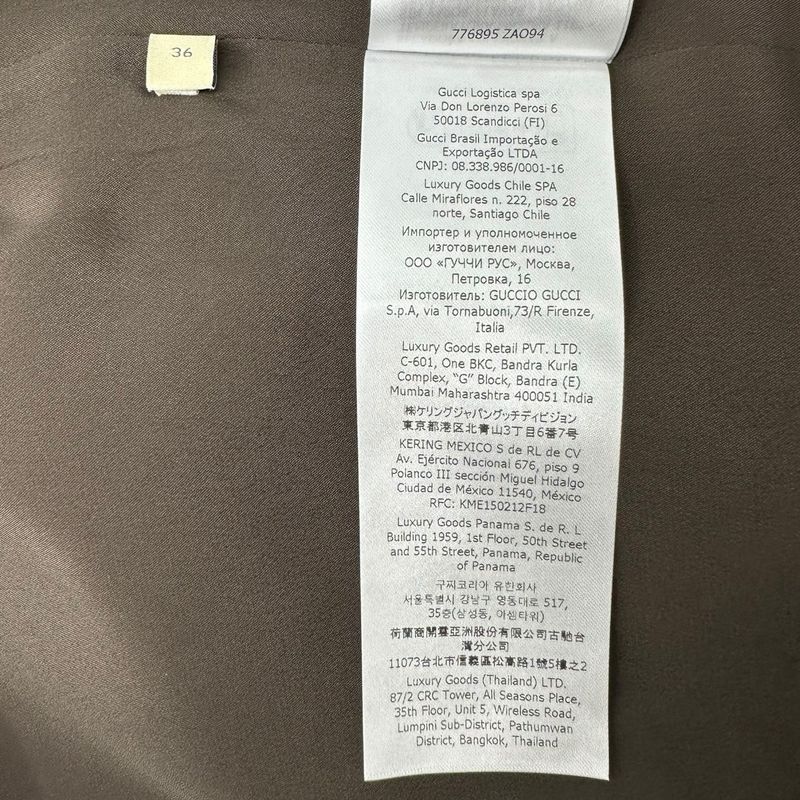 776895 ZAO94
36
Gucci Logistica spa
Via Don Lorenzo Perosi 6
50018 Scandicci (FI)
Gucci Brasil Importação e
Exportação LTDA
CNPJ: 08.338.986/0001-16
Luxury Goods Chile SPA
Calle Miraflores n. 222, piso 28
norte, Santiago Chile
Импортер и уполномоченное
изготовителем лицо:
ООО «ГУЧЧИ РУС», Москва,
Петровка, 16
Изготовитель: GUCCIO GUCCI
S.p.A, via Tornabuoni,73/R Firenze,
Italia
Luxury Goods Retail PVT. LTD.
C-601, One BKC, Bandra Kurla
Complex, "G" Block, Bandra (E)
Mumbai Maharashtra 400051 India
㈱ケリングジャパングッチディビジョン
東京都港区北青山3丁目6番7号
KERING MEXICO S de RL de CV
Av. Ejército Nacional 676, piso 9
Polanco III sección Miguel Hidalgo
Ciudad de México 11540, México
RFC: KME150212F18
Luxury Goods Panama S. de R. L
Building 1959, 1st Floor, 50th Street
and 55th Street, Panama, Republic
of Panama
구찌코리아 유한회사
서울특별시 강남구 영동대로 517,
35층(삼성동, 아셈타워)
荷蘭商開雲亞洲股份有限公司古馳台
灣分公司
11073台北市信義區松高路1號5樓之2
Luxury Goods (Thailand) LTD.
87/2 CRC Tower, All Seasons Place,
35th Floor, Unit 5, Wireless Road,
Lumpini Sub-District, Pathumwan
District, Bangkok, Thailand